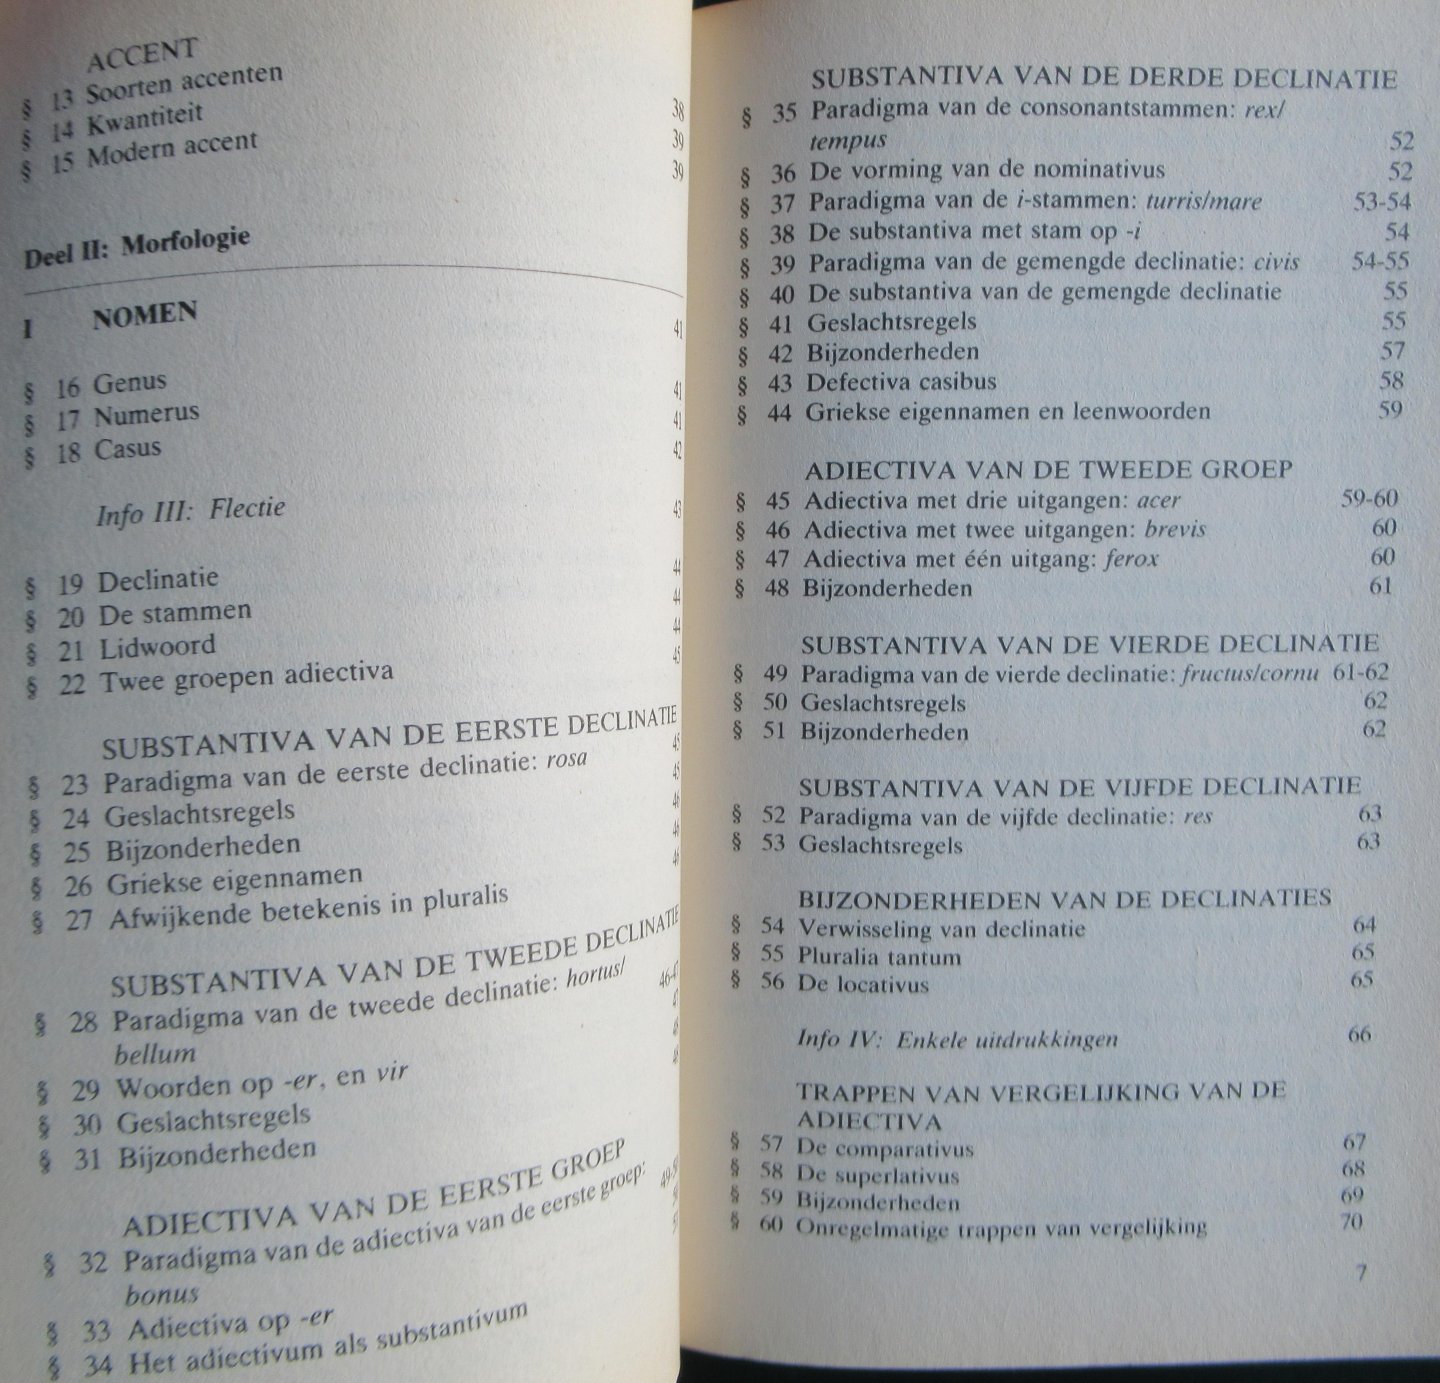 ACCENT
§ 13 Soorten accenten 38
§ 14 Kwantiteit 39
§ 15 Modern accent 39
Deel II: Morfologie
I NOMEN 41
§ 16 Genus 41
§ 17 Numerus 41
§ 18 Casus 42
Info III: Flectie 43
§ 19 Declinatie 44
§ 20 De stammen 44
§ 21 Lidwoord 44
§ 22 Twee groepen adiectiva 45
SUBSTANTIVA VAN DE EERSTE DECLINATIE
§ 23 Paradigma van de eerste declinatie: rosa 45
§ 24 Geslachtsregels 45
§ 25 Bijzonderheden 46
§ 26 Griekse eigennamen 46
§ 27 Afwijkende betekenis in pluralis 46
SUBSTANTIVA VAN DE TWEEDE DECLINATIE
§ 28 Paradigma van de tweede declinatie: hortus/
bellum
§ 29 Woorden op -er, en vir
§ 30 Geslachtsregels
§ 31 Bijzonderheden
ADIECTIVA VAN DE EERSTE GROEP
§ 32 Paradigma van de adiectiva van de eerste groep:
bonus
§ 33 Adiectiva op -er
§ 34 Het adiectivum als substantivum
SUBSTANTIVA VAN DE DERDE DECLINATIE
§ 35 Paradigma van de consonantstammen: rex/
tempus 52
§ 36 De vorming van de nominativus 52
§ 37 Paradigma van de i-stammen: turris/mare 53-54
§ 38 De substantiva met stam op -i 54
§ 39 Paradigma van de gemengde declinatie: civis 54-55
§ 40 De substantiva van de gemengde declinatie 55
§ 41 Geslachtsregels 55
§ 42 Bijzonderheden 57
§ 43 Defectiva casibus 58
§ 44 Griekse eigennamen en leenwoorden 59
ADIECTIVA VAN DE TWEEDE GROEP
§ 45 Adiectiva met drie uitgangen: acer 59-60
§ 46 Adiectiva met twee uitgangen: brevis 60
§ 47 Adiectiva met één uitgang: ferox 60
§ 48 Bijzonderheden 61
SUBSTANTIVA VAN DE VIERDE DECLINATIE
§ 49 Paradigma van de vierde declinatie: fructus/cornu 61-62
§ 50 Geslachtsregels 62
§ 51 Bijzonderheden 62
SUBSTANTIVA VAN DE VIJFDE DECLINATIE
§ 52 Paradigma van de vijfde declinatie: res 63
§ 53 Geslachtsregels 63
BIJZONDERHEDEN VAN DE DECLINATIES
§ 54 Verwisseling van declinatie 64
§ 55 Pluralia tantum 65
§ 56 De locativus 65
Info IV: Enkele uitdrukkingen 66
TRAPPEN VAN VERGELIJKING VAN DE
ADIECTIVA
§ 57 De comparativus 67
§ 58 De superlativus 68
§ 59 Bijzonderheden 69
§ 60 Onregelmatige trappen van vergelijking 70
7